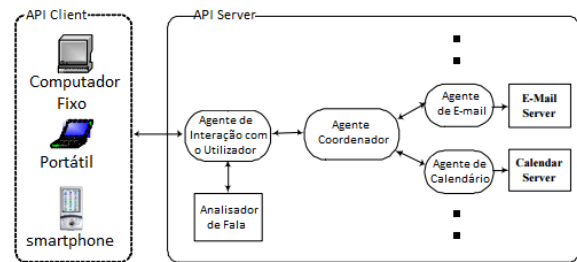 API Client
Computador
Fixo
Portátil
smartphone
API Server
Agente de
Interação com
o Utilizador
Analisador
de Fala
Agente
Coordenador
Agente
de E-mail
E-Mail
Server
Agente de
Calendário
Calendar
Server